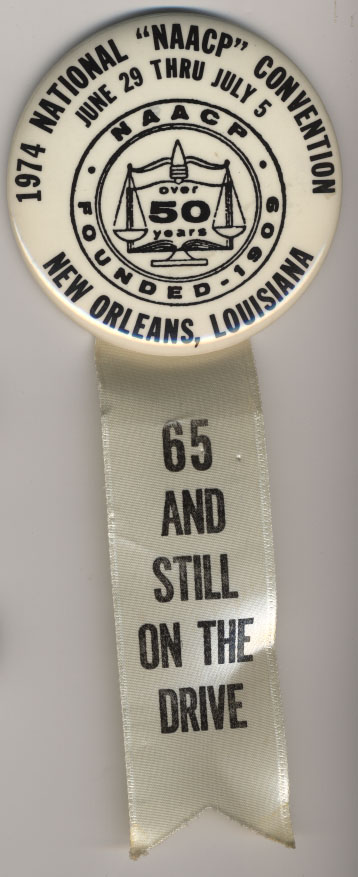 1974 NATIONAL "NAACP" CONVENTION
JUNE 29 THRU JULY 5
NAACP
over
50
years
FOUNDED-1909
NEW ORLEANS, LOUISIANA
65
AND
STILL
ON THE
DRIVE